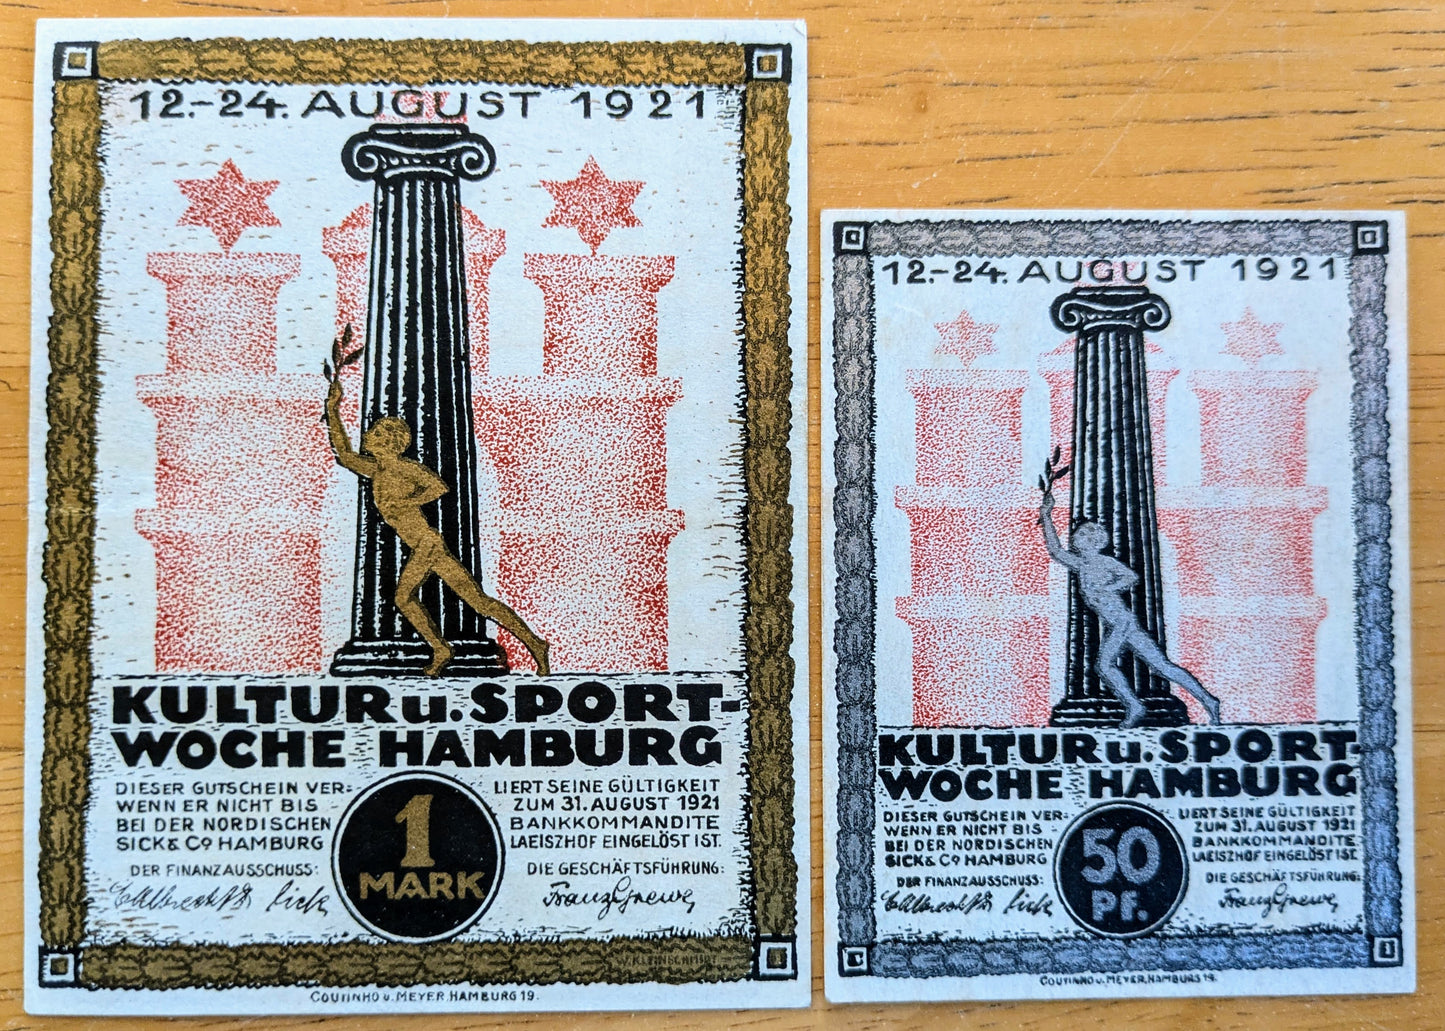 12.-24. AUGUST 1921
KULTUR u. SPORT-
WOCHE HAMBURG
DIESER GUTSCHEIN VER-
WENN ER NICHT BIS
BEI DER NORDISCHEN
SICK & Co HAMBURG
DER FINANZAUSSCHUSS:
1
MARK
LIERT SEINE GÜLTIGKEIT
ZUM 31. AUGUST 1921
BANKKOMMANDITE
LAEISZHOF EINGELÖST IST.
DIE GESCHÄFTSFÜHRUNG:
W. KLEINSCHMIDT
COUTINHO u. MEYER, HAMBURG 19.
12.-24. AUGUST 1921
KULTUR u. SPORT-
WOCHE HAMBURG
DIESER GUTSCHEIN VER-
WENN ER NICHT BIS
BEI DER NORDISCHEN
SICK & Co HAMBURG
DER FINANZAUSSCHUSS:
50
Pf.
LIERT SEINE GÜLTIGKEIT
ZUM 31. AUGUST 1921
BANKKOMMANDITE
LAEISZHOF EINGELÖST IST.
DIE GESCHÄFTSFÜHRUNG:
COUTINHO u. MEYER, HAMBURG 19.